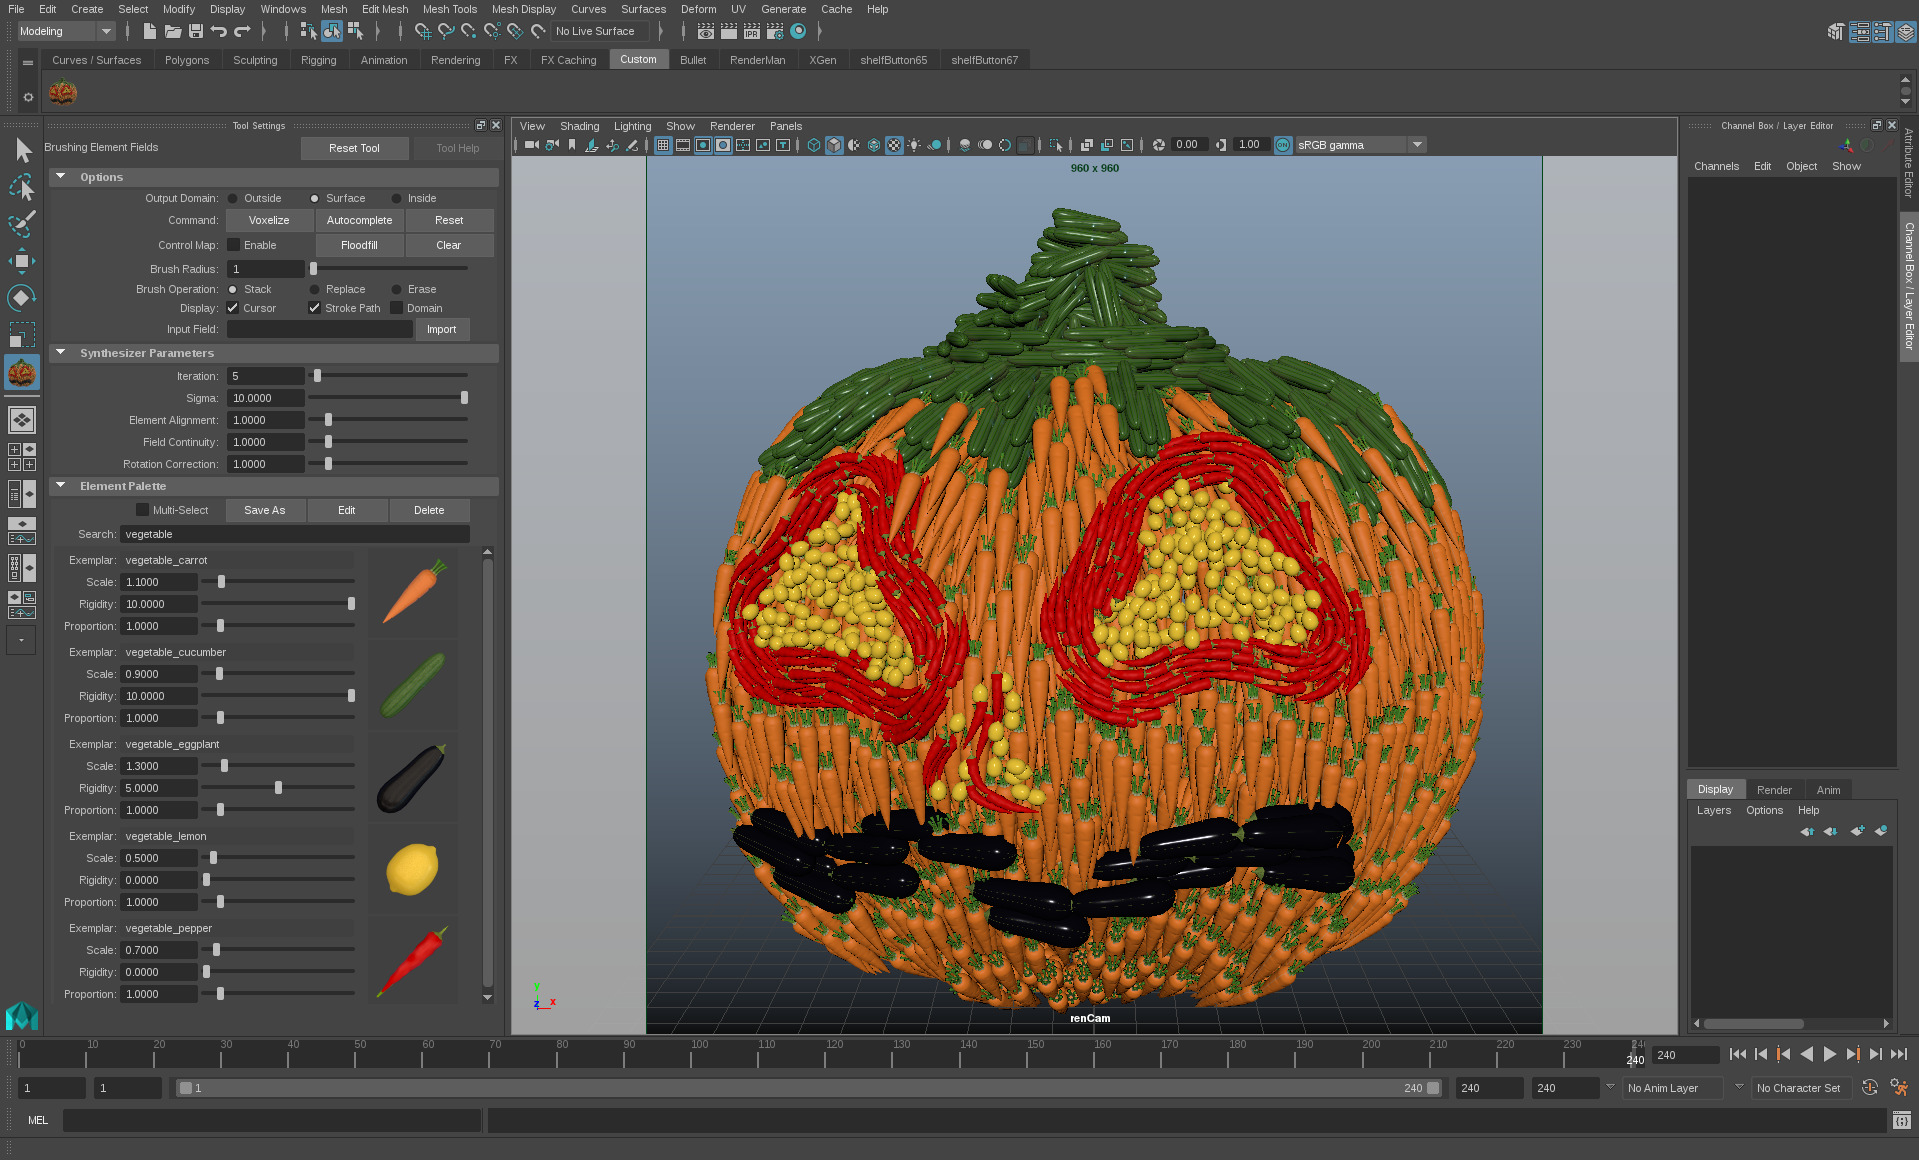 File Edit Create Select Modify Display Windows Mesh Edit Mesh Mesh Tools Mesh Display Curves Surfaces Deform UV Generate Cache Help
Modeling
No Live Surface
IPR
Curves / Surfaces Polygons Sculpting Rigging Animation Rendering FX FX Caching Custom Bullet RenderMan XGen shelfButton65 shelfButton67
Tool Settings
Brushing Element Fields Reset Tool Tool Help
Options
Output Domain: Outside Surface Inside
Command: Voxelize Autocomplete Reset
Control Map: Enable Floodfill Clear
Brush Radius: 1
Brush Operation: Stack Replace Erase
Display: Cursor Stroke Path Domain
Input Field: Import
Synthesizer Parameters
Iteration: 5
Sigma: 10.0000
Element Alignment: 1.0000
Field Continuity: 1.0000
Rotation Correction: 1.0000
Element Palette
Multi-Select Save As Edit Delete
Search: vegetable
Exemplar: vegetable_carrot
Scale: 1.1000
Rigidity: 10.0000
Proportion: 1.0000
Exemplar: vegetable_cucumber
Scale: 0.9000
Rigidity: 10.0000
Proportion: 1.0000
Exemplar: vegetable_eggplant
Scale: 1.3000
Rigidity: 5.0000
Proportion: 1.0000
Exemplar: vegetable_lemon
Scale: 0.5000
Rigidity: 0.0000
Proportion: 1.0000
Exemplar: vegetable_pepper
Scale: 0.7000
Rigidity: 0.0000
Proportion: 1.0000
View Shading Lighting Show Renderer Panels
0.00 1.00 ON sRGB gamma
960 x 960
y
z x
renCam
Channel Box / Layer Editor
Channels Edit Object Show
Attribute Editor
Channel Box / Layer Editor
Display Render Anim
Layers Options Help
0 10 20 30 40 50 60 70 80 90 100 110 120 130 140 150 160 170 180 190 200 210 220 230 240
240 240
1 1 1 240 240 240 No Anim Layer No Character Set
MEL